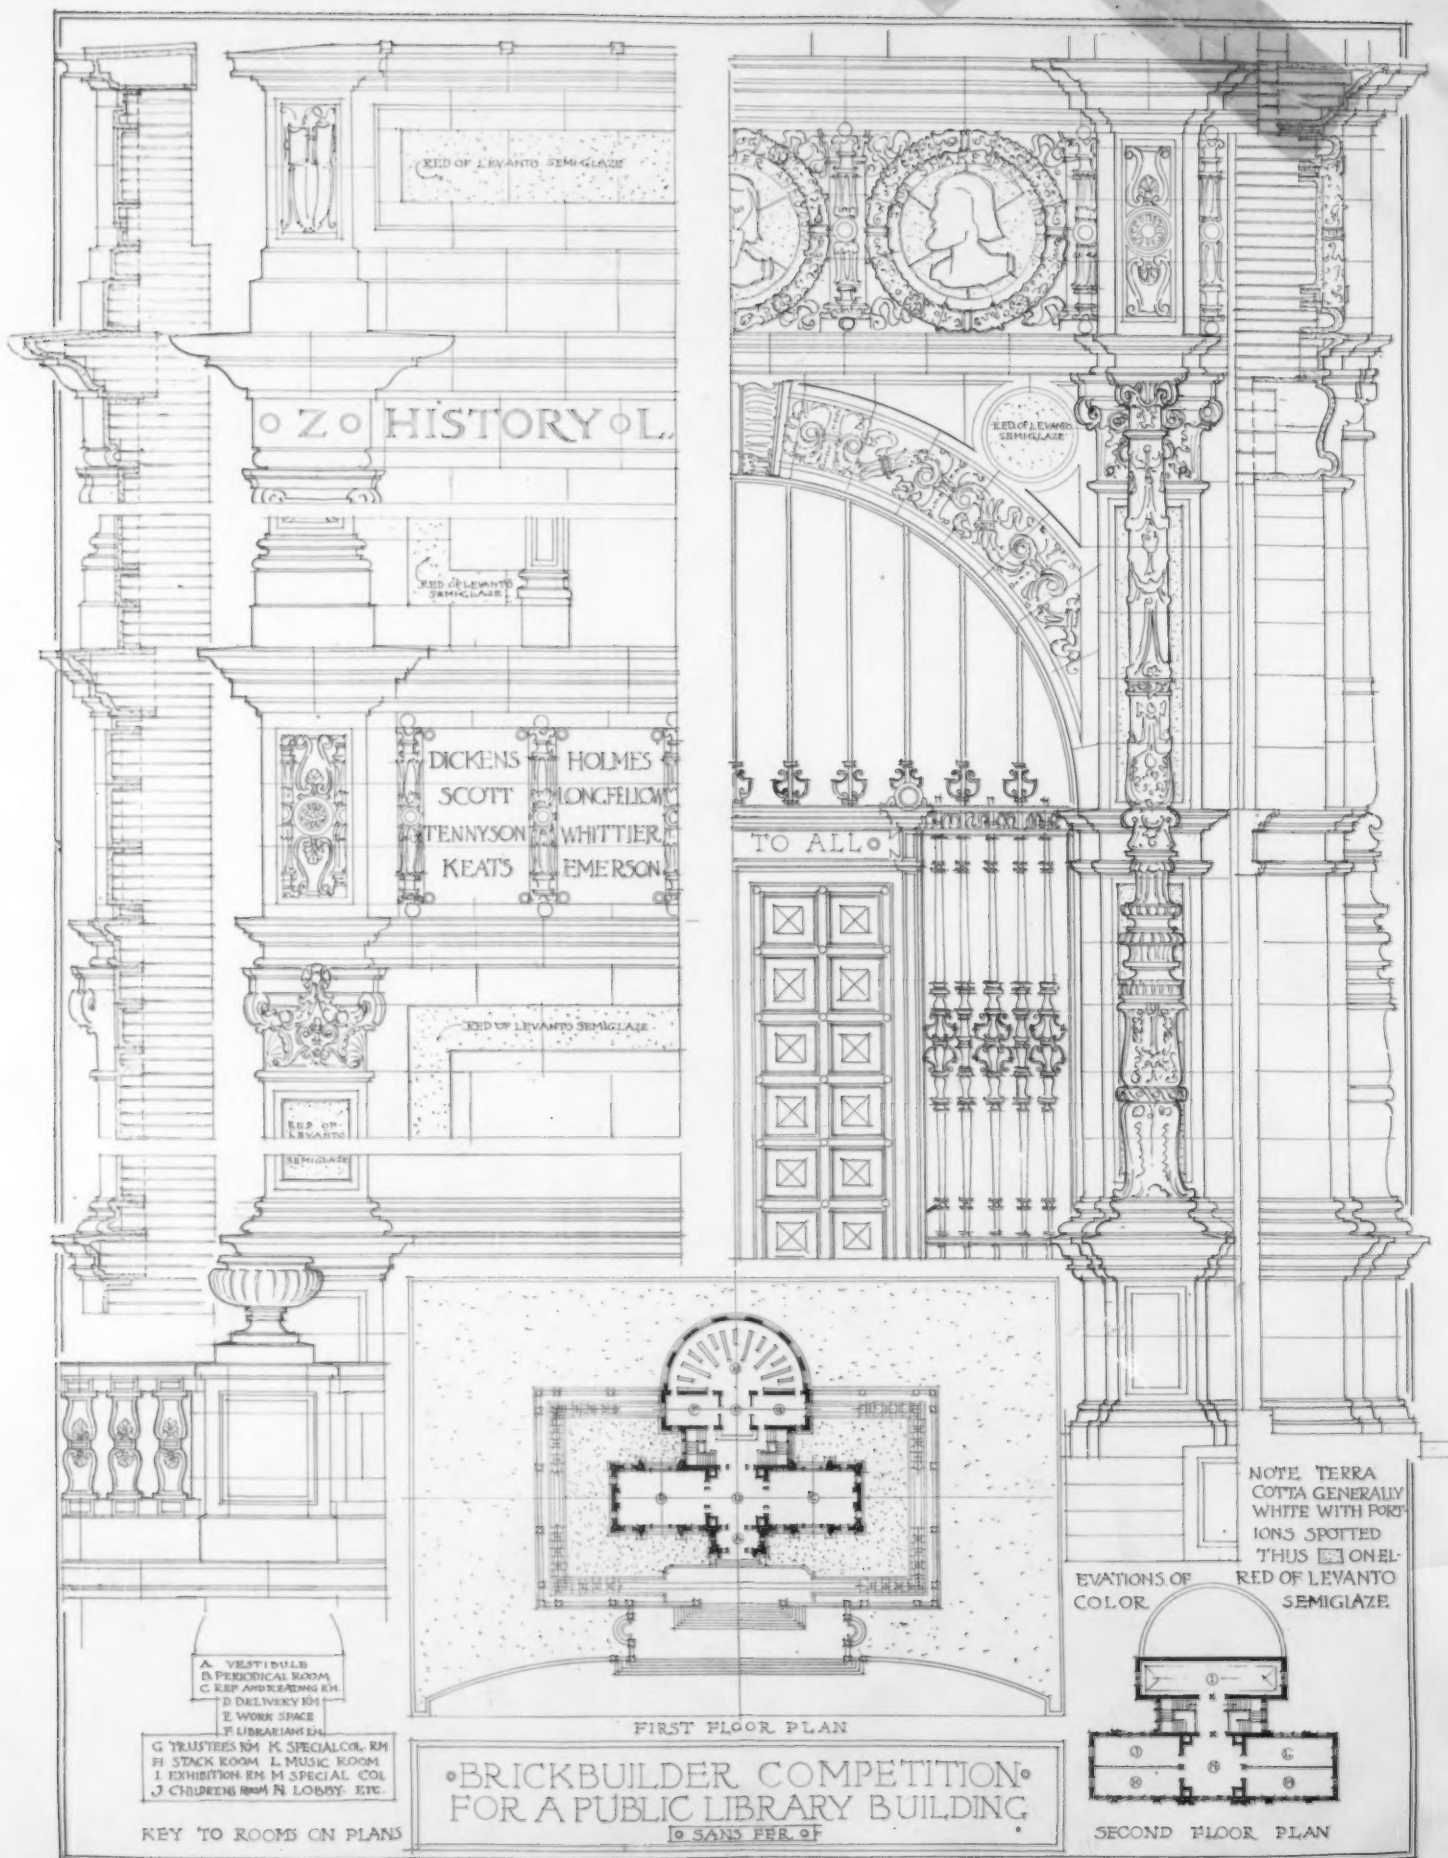 RED OF LEVANTO SEMI-GLAZE
AKE
ER
o Z o HISTORY o L
RED OF LEVANTO
SEMIGLAZE
RED OF LEVANTO
SEMIGLAZE
DICKENS
SCOTT
TENNYSON
KEATS
HOLMES
LONGFELLOW
WHITTIER
EMERSON
TO ALL o
RED OF LEVANTO SEMIGLAZE
RED OF
LEVANTO
SEMIGLAZE
NOTE TERRA
COTTA GENERALLY
WHITE WITH PORT-
IONS SPOTTED
THUS ON EL-
EVATIONS OF RED OF LEVANTO
COLOR SEMIGLAZE
A VESTIBULE
B PERIODICAL ROOM
C REF AND READING RM
D DELIVERY RM
E WORK SPACE
F LIBRARIANS RM
G TRUSTEES RM K SPECIAL COL. RM
H STACK ROOM L MUSIC ROOM
I EXHIBITION RM M SPECIAL COL
J CHILDRENS ROOM N LOBBY. ETC.
KEY TO ROOMS ON PLANS
FIRST FLOOR PLAN
BRICKBUILDER COMPETITION
FOR A PUBLIC LIBRARY BUILDING
SANS FER
I
J L
K M
N
SECOND FLOOR PLAN